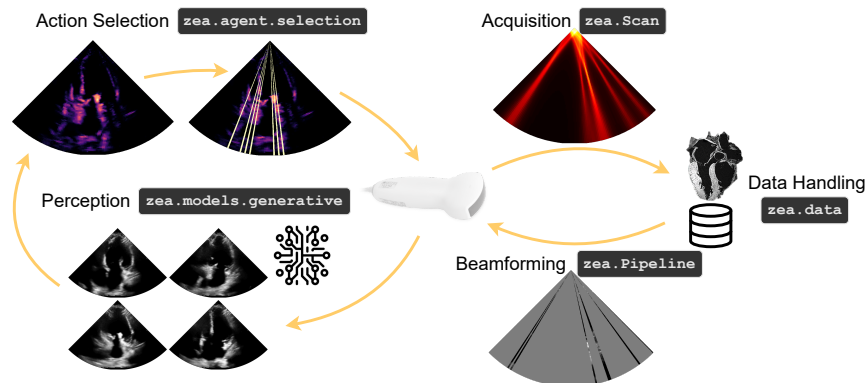 Action Selection zea.agent.selection
Acquisition zea.Scan
Perception zea.models.generative
Data Handling
zea.data
Beamforming zea.Pipeline